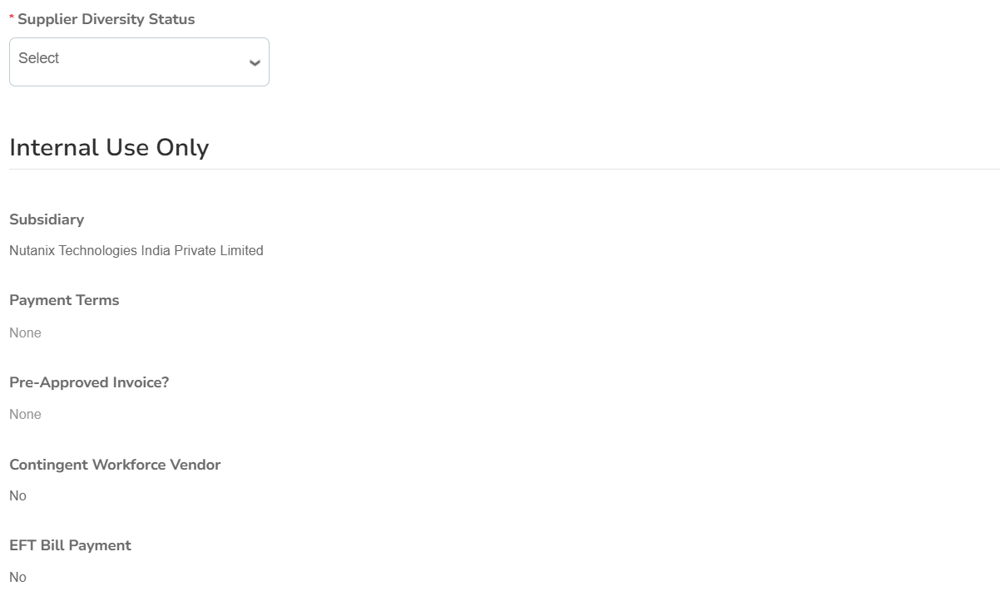 * Supplier Diversity Status
Select
Internal Use Only
Subsidiary
Nutanix Technologies India Private Limited
Payment Terms
None
Pre-Approved Invoice?
None
Contingent Workforce Vendor
No
EFT Bill Payment
No